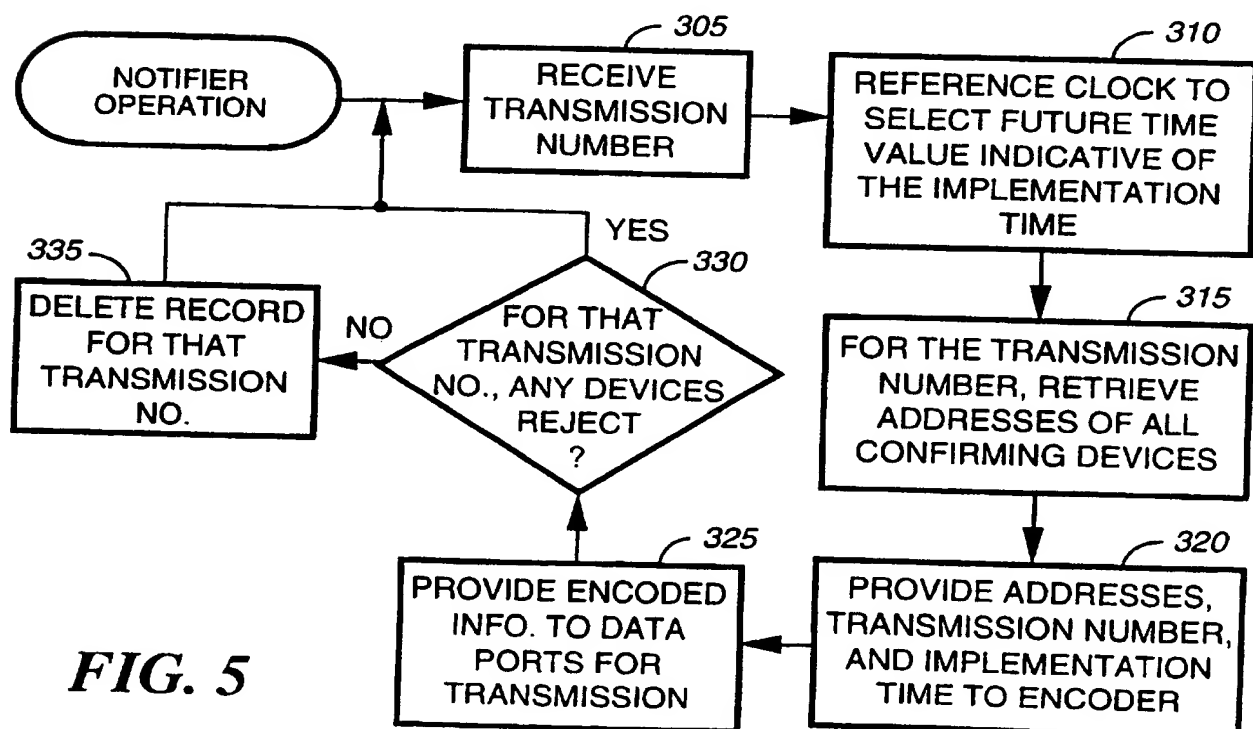 NOTIFIER
OPERATION
305
RECEIVE
TRANSMISSION
NUMBER
310
REFERENCE CLOCK TO
SELECT FUTURE TIME
VALUE INDICATIVE OF
THE IMPLEMENTATION
TIME
315
FOR THE TRANSMISSION
NUMBER, RETRIEVE
ADDRESSES OF ALL
CONFIRMING DEVICES
320
PROVIDE ADDRESSES,
TRANSMISSION NUMBER,
AND IMPLEMENTATION
TIME TO ENCODER
325
PROVIDE ENCODED
INFO. TO DATA
PORTS FOR
TRANSMISSION
330
FOR THAT
TRANSMISSION
NO., ANY DEVICES
REJECT
?
YES
NO
335
DELETE RECORD
FOR THAT
TRANSMISSION
NO.
FIG. 5